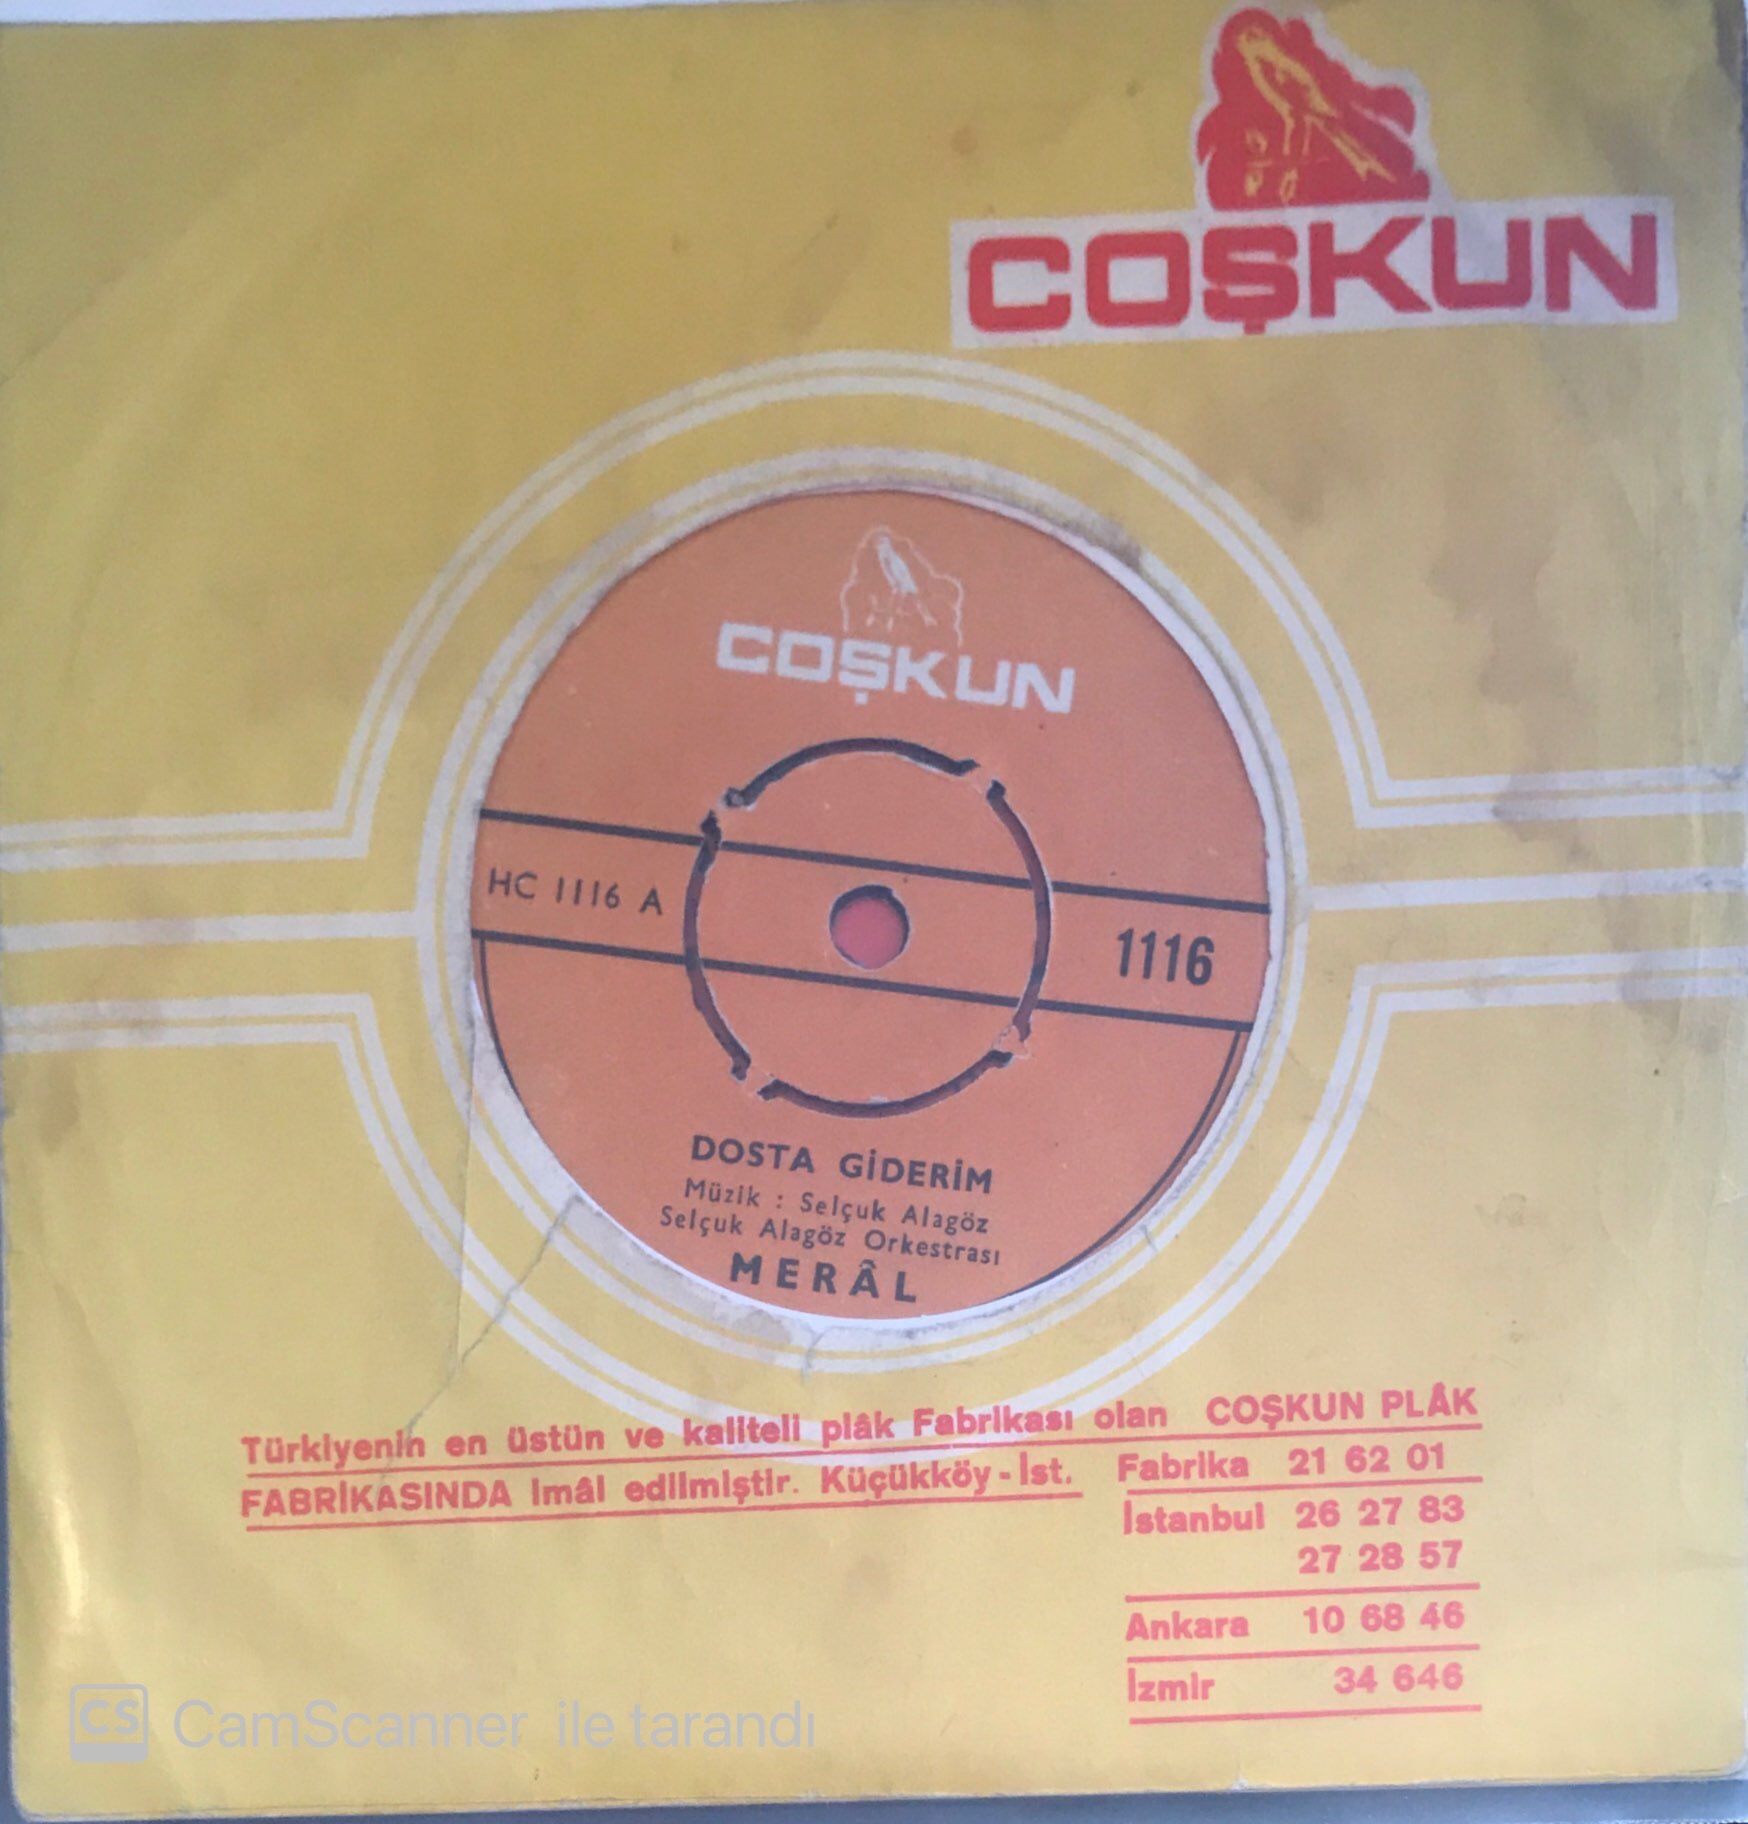 COŞKUN
COŞKUN
HC 1116 A
1116
DOSTA GİDERİM
Müzik : Selçuk Alagöz
Selçuk Alagöz Orkestrası
MERÂL
Türkiyenin en üstün ve kaliteli plâk Fabrikası olan COŞKUN PLÂK
FABRİKASINDA imâl edilmiştir. Küçükköy - İst.
Fabrika 21 62 01
İstanbul 26 27 83
27 28 57
Ankara 10 68 46
İzmir 34 646
CS CamScanner ile tarandı